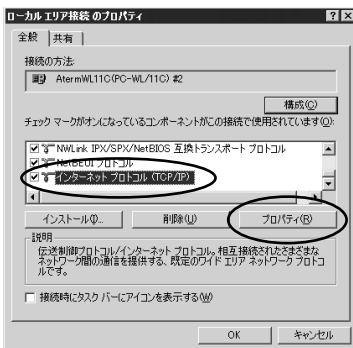 ローカル エリア接続 のプロパティ
全般 共有
接続の方法:
AtermWL11C(PC-WL/11C) #2
構成(C)
チェック マークがオンになっているコンポーネントがこの接続で使用されています(O):
NWLink IPX/SPX/NetBIOS 互換トランスポート プロトコル
NetBEUI プロトコル
インターネット プロトコル (TCP/IP)
インストール(I)... 削除(U) プロパティ(R)
説明
伝送制御プロトコル/インターネット プロトコル。相互接続されたさまざまな
ネットワーク間の通信を提供する、既定のワイド エリア ネットワーク プロトコ
ルです。
接続時にタスク バーにアイコンを表示する(W)
OK キャンセル